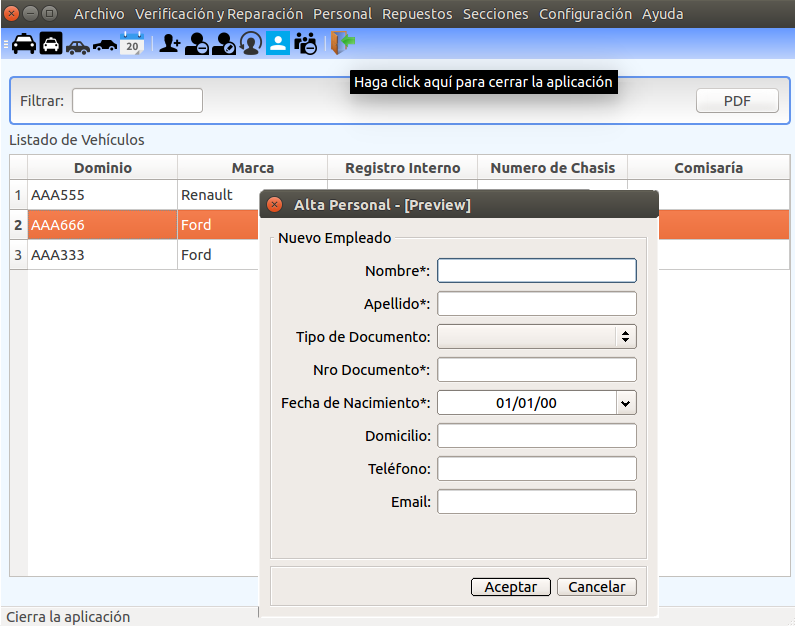 Archivo Verificación y Reparación Personal Repuestos Secciones Configuración Ayuda
20
Haga click aquí para cerrar la aplicación
Filtrar:
PDF
Listado de Vehículos
Dominio Marca Registro Interno Numero de Chasis Comisaría
1 AAA555 Renault
2 AAA666 Ford
3 AAA333 Ford
Alta Personal - [Preview]
Nuevo Empleado
Nombre*:
Apellido*:
Tipo de Documento:
Nro Documento*:
Fecha de Nacimiento*: 01/01/00
Domicilio:
Teléfono:
Email:
Aceptar Cancelar
Cierra la aplicación